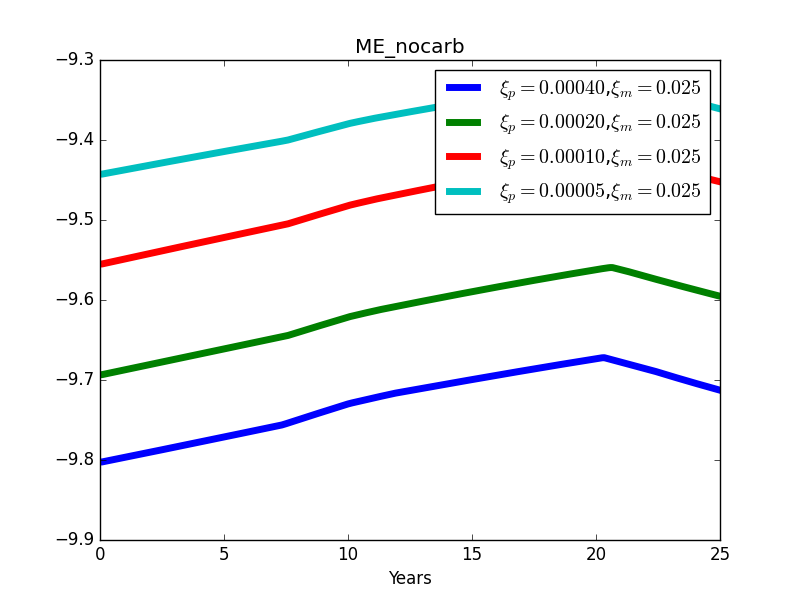 ME_nocarb
−9.3
−9.4
−9.5
−9.6
−9.7
−9.8
−9.9
ξp = 0.00040,ξm = 0.025
ξp = 0.00020,ξm = 0.025
ξp = 0.00010,ξm = 0.025
ξp = 0.00005,ξm = 0.025
0 5 10 15 20 25
Years